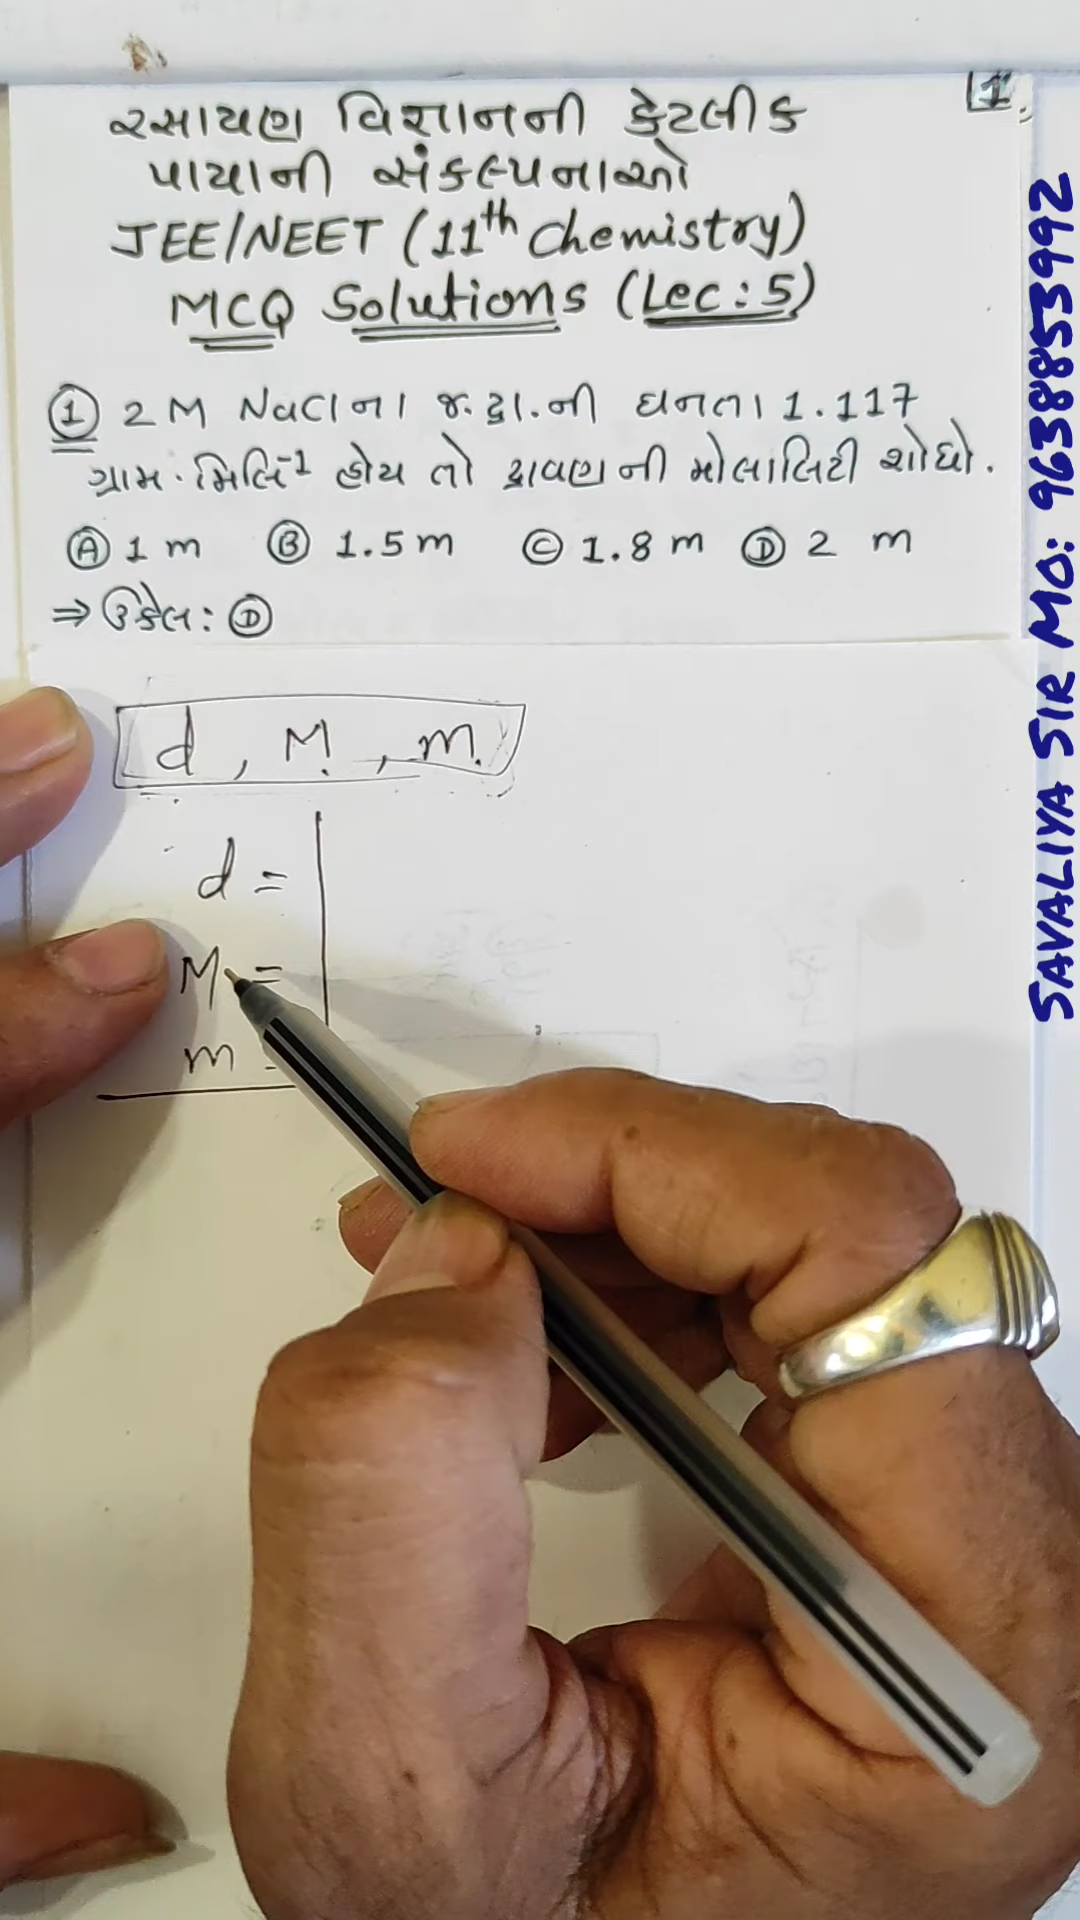 1
રસાયણ વિજ્ઞાનની કેટલીક
પાયાની સંકલ્પનાઓ
JEE/NEET (11th Chemistry)
MCQ Solutions (Lec:5)
① 2 M NaClના જ.દ્રા.ની ઘનતા 1.117
ગ્રામ.મિલિ-1 હોય તો દ્રાવણની મોલાલિટી શોધો.
Ⓐ 1 m Ⓑ 1.5 m Ⓒ 1.8 m Ⓓ 2 m
⇒ ઉકેલ: Ⓓ
d, M, m
d =
M =
m =
SAVALIYA SIR MO: 9638853992